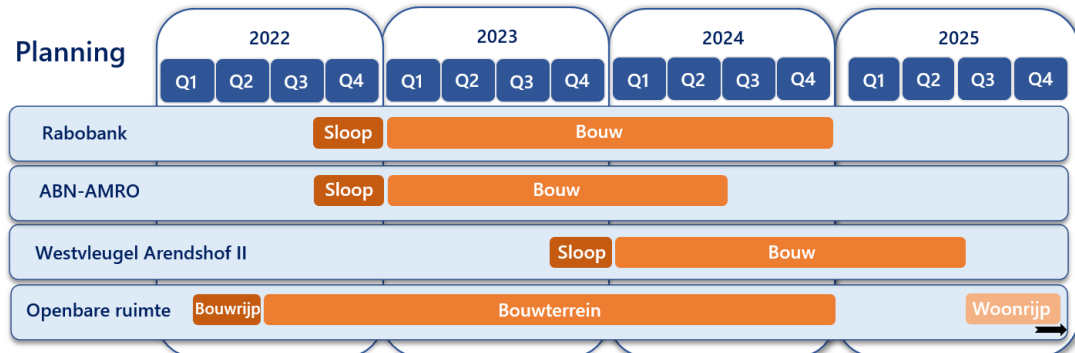 Planning
2022 2023 2024 2025
Q1 Q2 Q3 Q4 Q1 Q2 Q3 Q4 Q1 Q2 Q3 Q4 Q1 Q2 Q3 Q4
Rabobank Sloop Bouw
ABN-AMRO Sloop Bouw
Westvleugel Arendshof II Sloop Bouw
Openbare ruimte Bouwrijp Bouwterrein Woonrijp